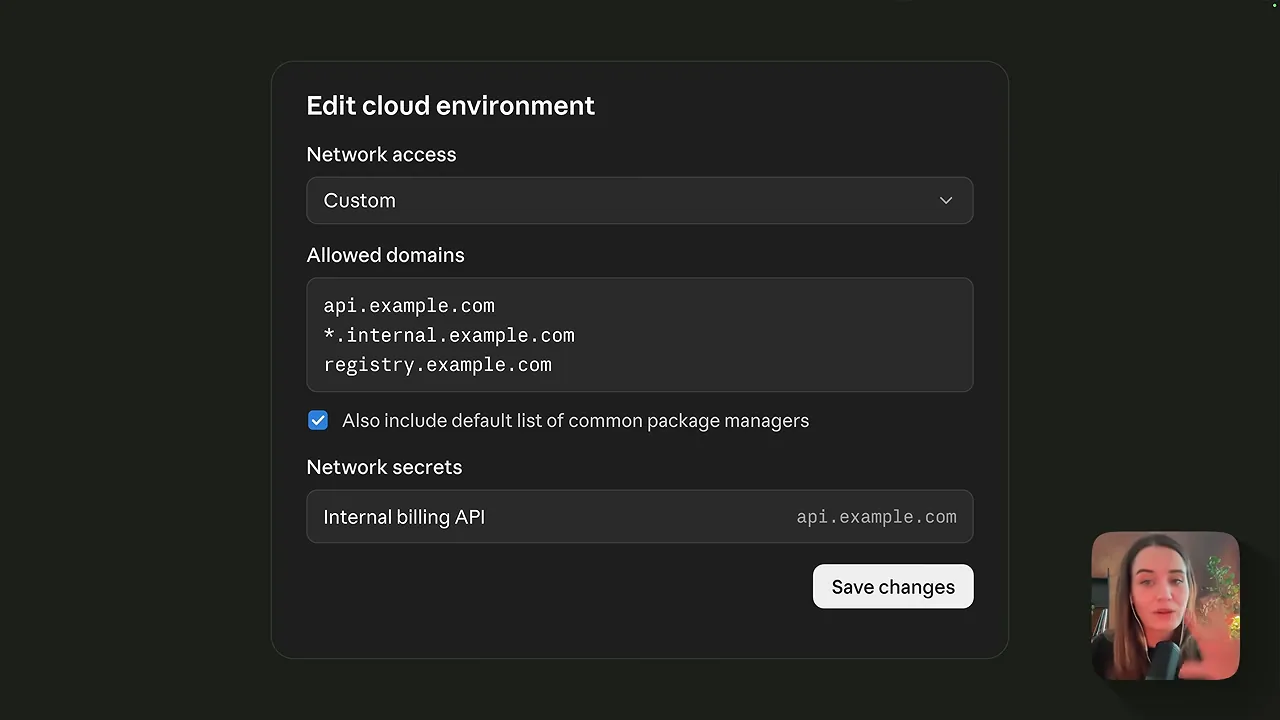 Edit cloud environment
Network access
Custom
Allowed domains
api.example.com
*.internal.example.com
registry.example.com
Also include default list of common package managers
Network secrets
Internal billing API api.example.com
Save changes